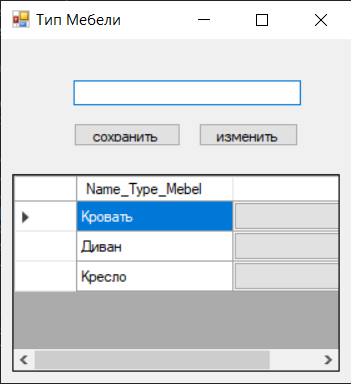 Тип Мебели
сохранить изменить
Name_Type_Mebel
Кровать
Диван
Кресло